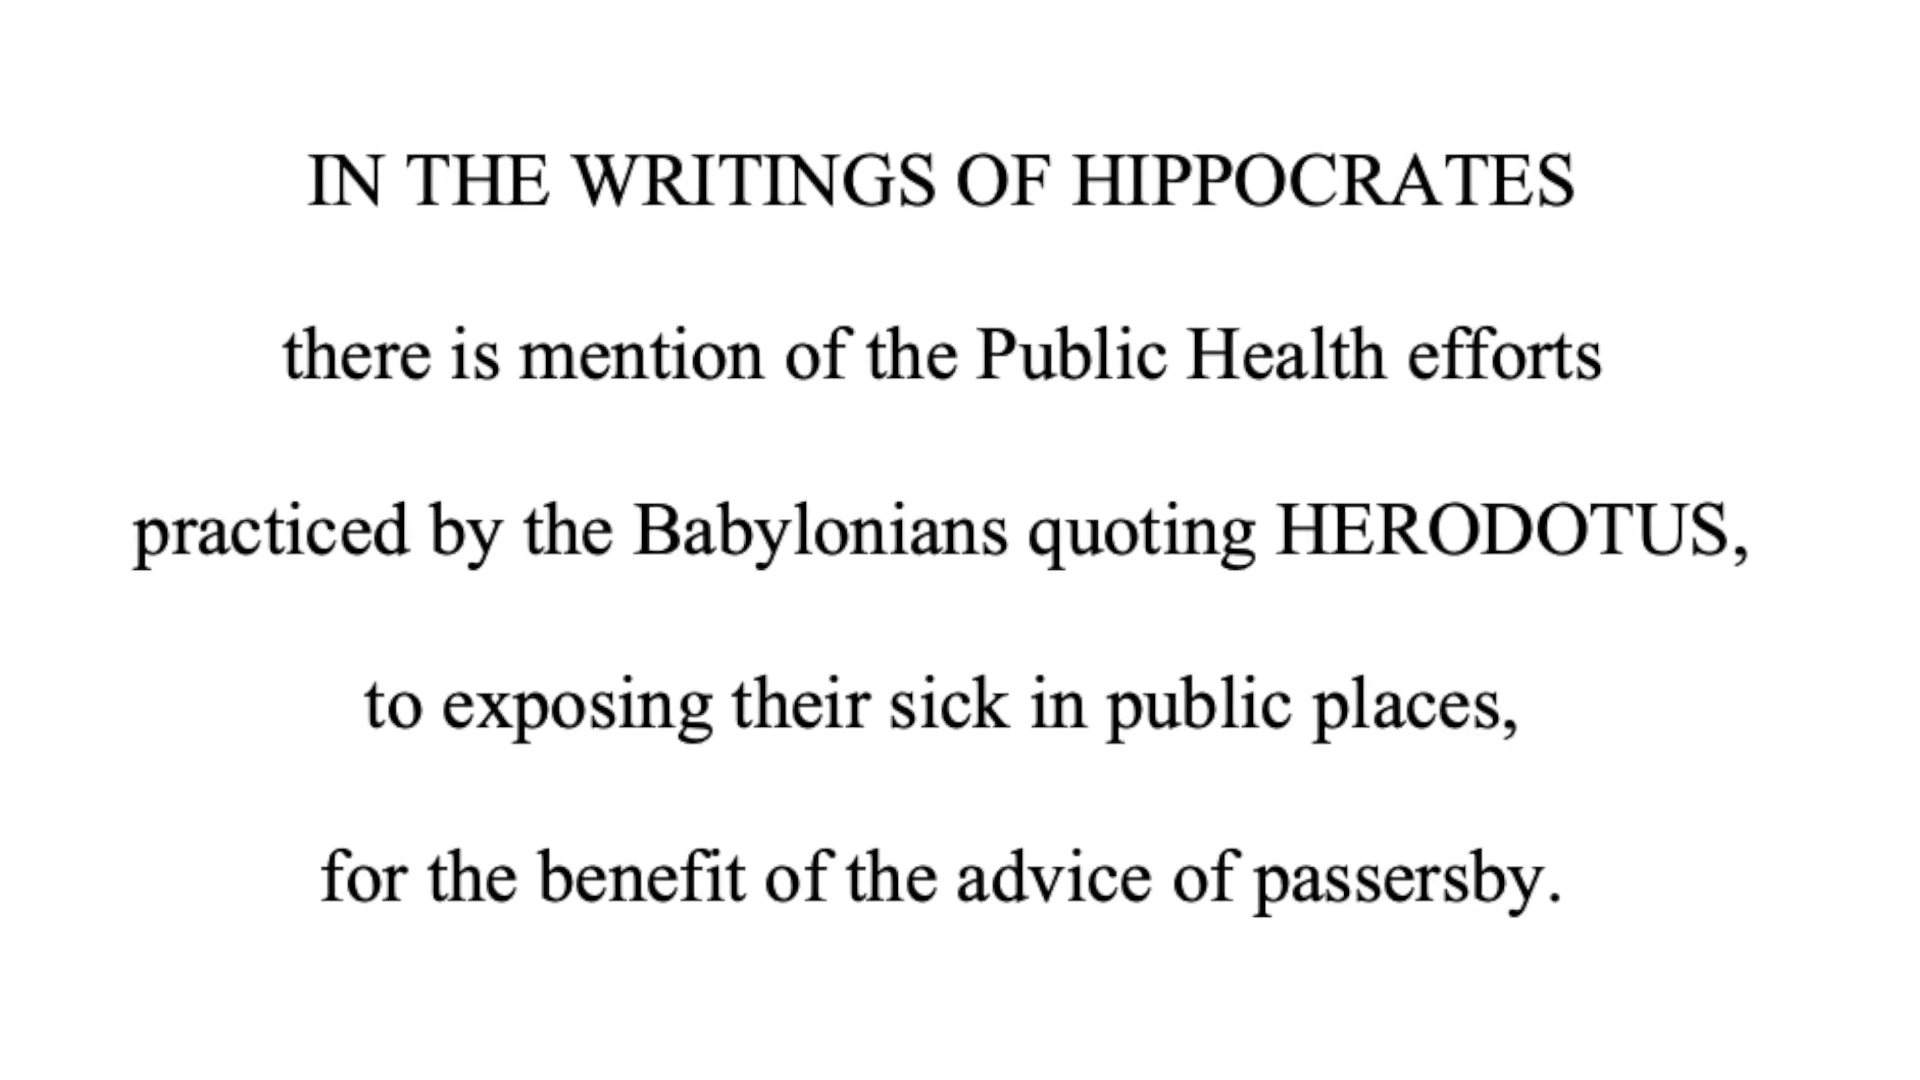 IN THE WRITINGS OF HIPPOCRATES
there is mention of the Public Health efforts
practiced by the Babylonians quoting HERODOTUS,
to exposing their sick in public places,
for the benefit of the advice of passersby.